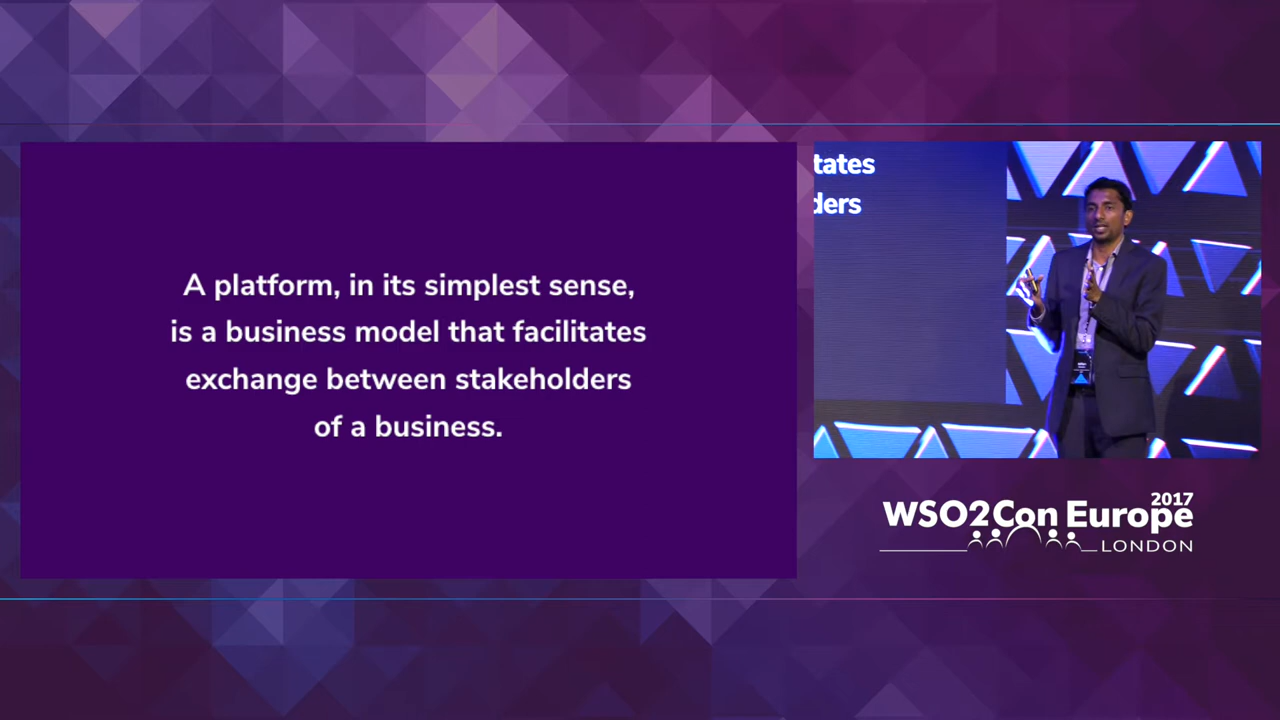 A platform, in its simplest sense,
is a business model that facilitates
exchange between stakeholders
of a business.
tates
ders
2017
WSO2Con Europe
LONDON